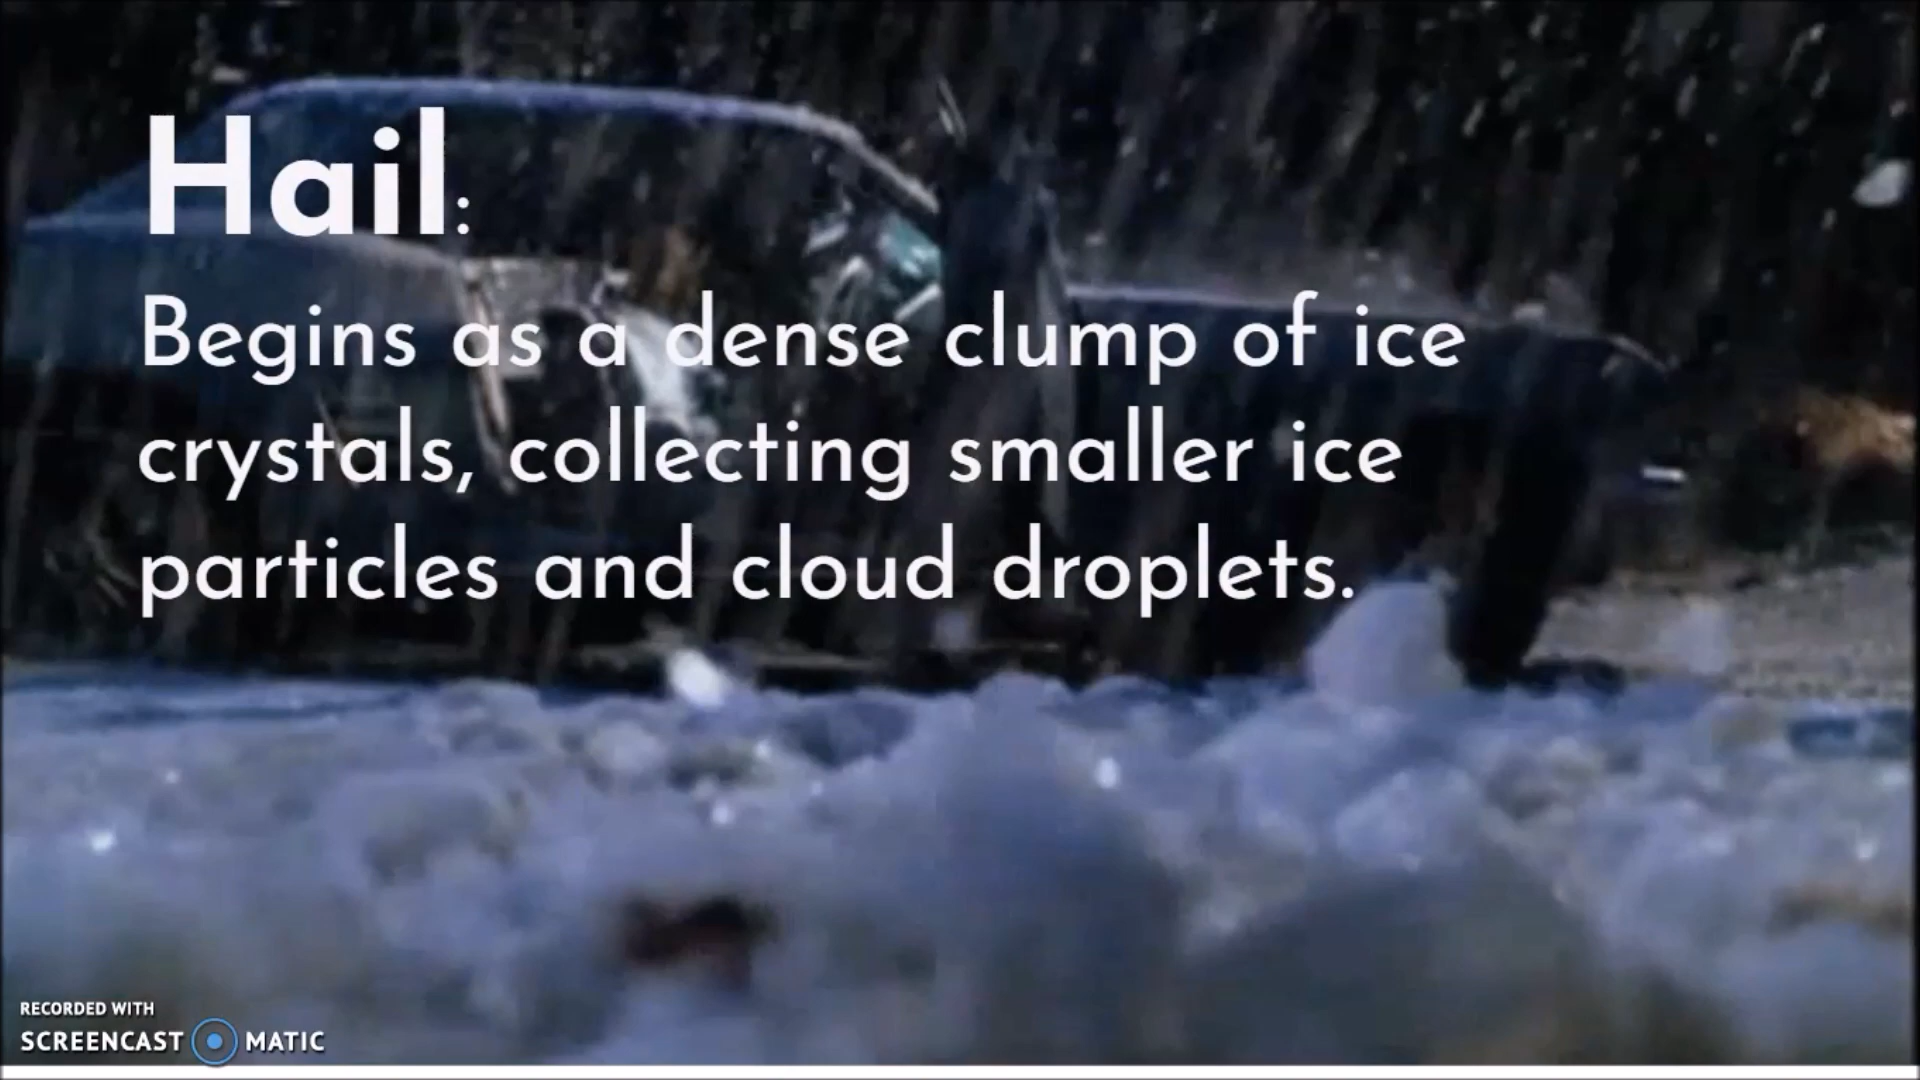 Hail:
Begins as a dense clump of ice
crystals, collecting smaller ice
particles and cloud droplets.
RECORDED WITH
SCREENCAST MATIC